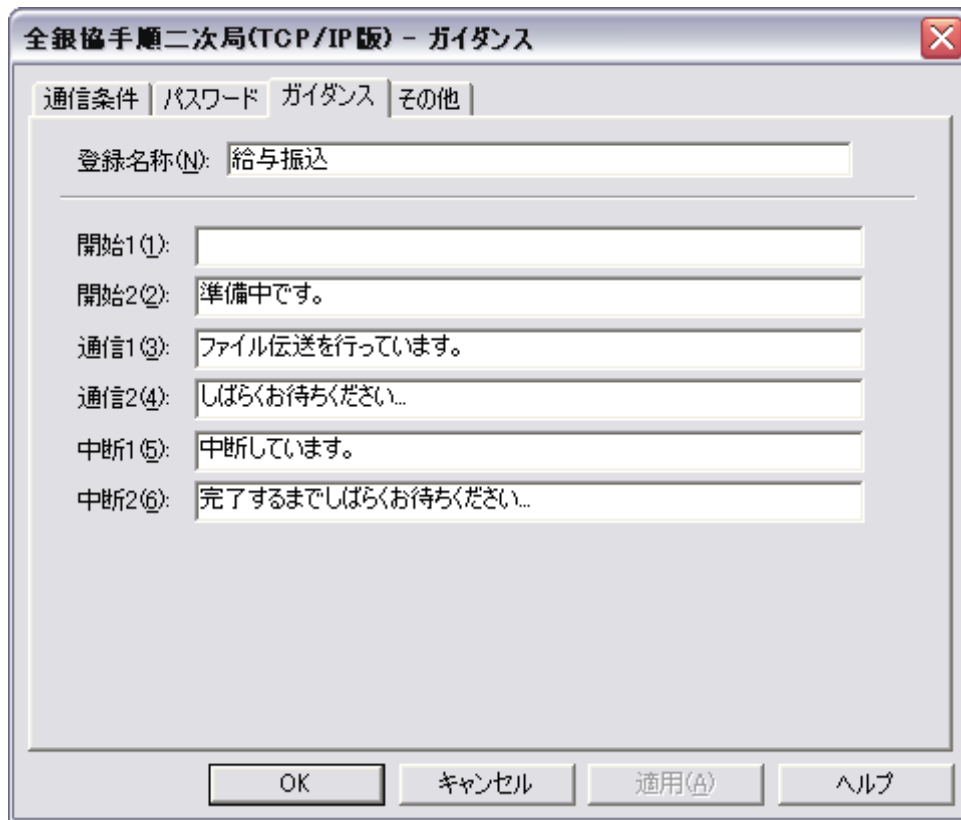 全銀協手順二次局(TCP/IP版) - ガイダンス
通信条件 パスワード ガイダンス その他
登録名称(N): 給与振込
開始1(1):
開始2(2): 準備中です。
通信1(3): ファイル伝送を行っています。
通信2(4): しばらくお待ちください...
中断1(5): 中断しています。
中断2(6): 完了するまでしばらくお待ちください...
OK キャンセル 適用(A) ヘルプ